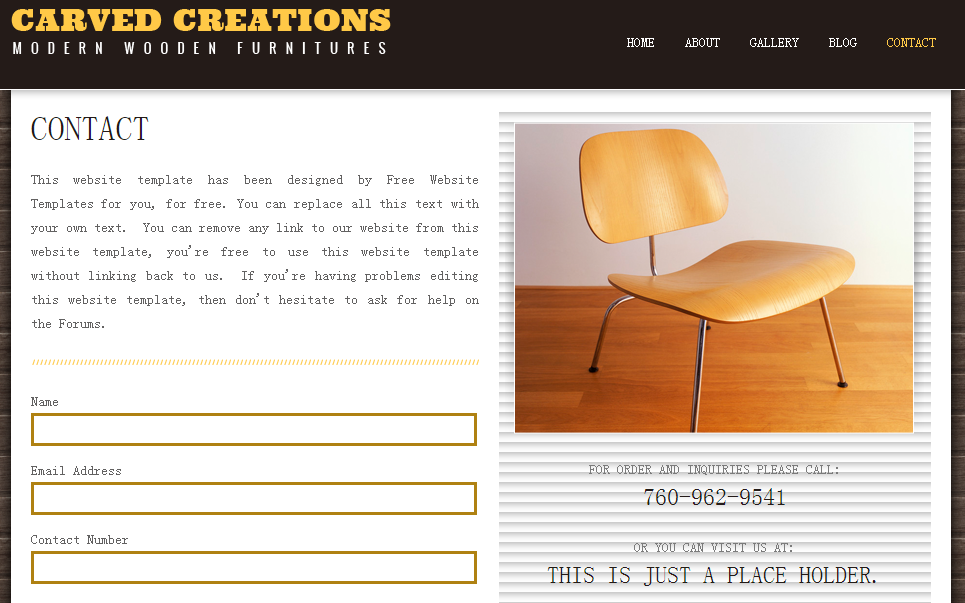 CARVED CREATIONS
MODERN WOODEN FURNITURES
HOME ABOUT GALLERY BLOG CONTACT
CONTACT
This website template has been designed by Free Website
Templates for you, for free. You can replace all this text with
your own text. You can remove any link to our website from this
website template, you're free to use this website template
without linking back to us. If you're having problems editing
this website template, then don't hesitate to ask for help on
the Forums.
Name
Email Address
Contact Number
FOR ORDER AND INQUIRIES PLEASE CALL:
760-962-9541
OR YOU CAN VISIT US AT:
THIS IS JUST A PLACE HOLDER.